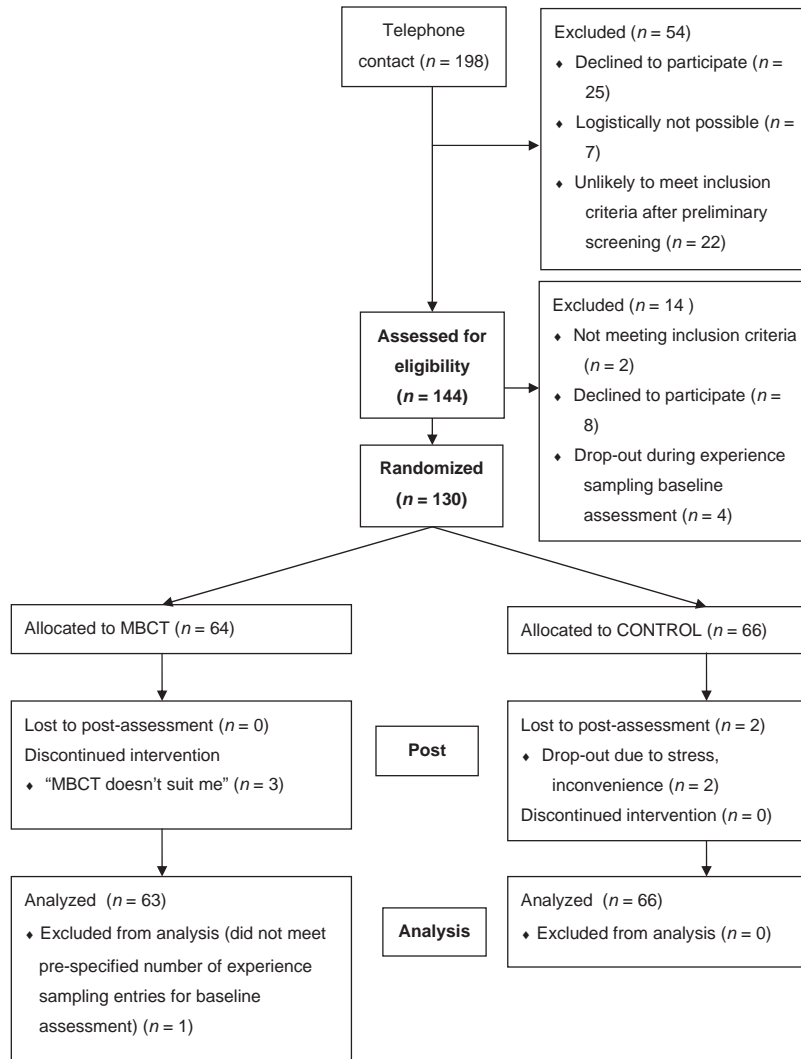 Telephone
contact (n = 198)
Excluded (n = 54)
♦ Declined to participate (n =
25)
♦ Logistically not possible (n =
7)
♦ Unlikely to meet inclusion
criteria after preliminary
screening (n = 22)
Assessed for
eligibility
(n = 144)
Excluded (n = 14 )
♦ Not meeting inclusion criteria
(n = 2)
♦ Declined to participate (n =
8)
♦ Drop-out during experience
sampling baseline
assessment (n = 4)
Randomized
(n = 130)
Allocated to MBCT (n = 64)
Allocated to CONTROL (n = 66)
Lost to post-assessment (n = 0)
Discontinued intervention
♦ “MBCT doesn’t suit me” (n = 3)
Post
Lost to post-assessment (n = 2)
♦ Drop-out due to stress,
inconvenience (n = 2)
Discontinued intervention (n = 0)
Analyzed (n = 63)
♦ Excluded from analysis (did not meet
pre-specified number of experience
sampling entries for baseline
assessment) (n = 1)
Analysis
Analyzed (n = 66)
♦ Excluded from analysis (n = 0)